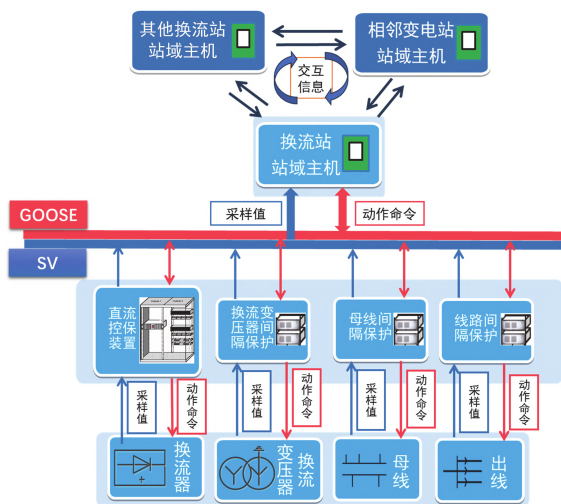 其他换流站
站域主机
相邻变电站
站域主机
交互
信息
换流站
站域主机
采样值
动作命令
GOOSE
SV
直流
控保
装置
换流变
压器间
隔保护
母线间
隔保护
线路间
隔保护
采样值
动作命令
采样值
动作命令
采样值
动作命令
采样值
动作命令
换流器
换流
变压器
母线
出线